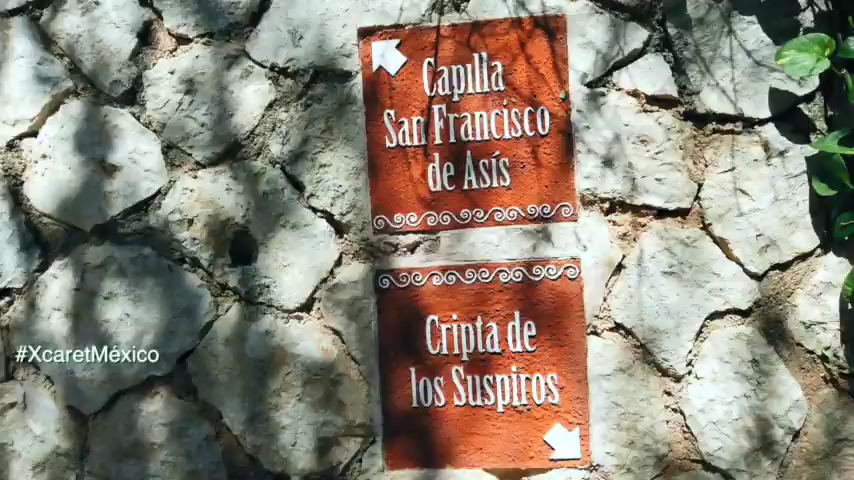 Capilla
San Francisco
de Asís
Cripta de
los Suspiros
#XcaretMéxico